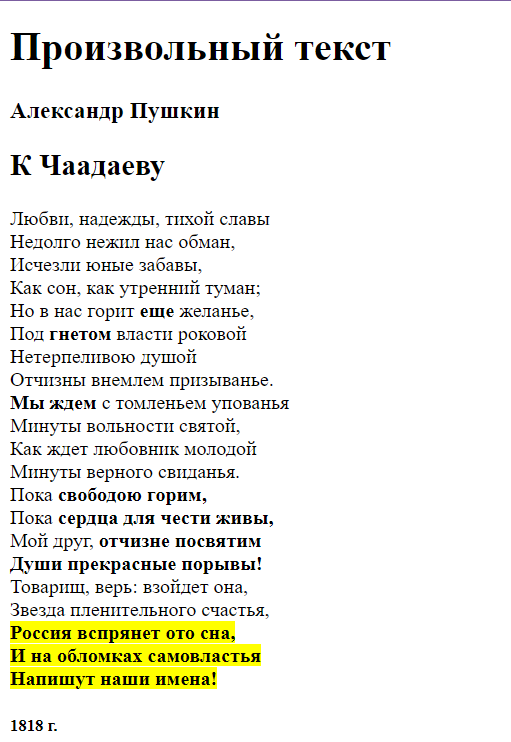 Произвольный текст
Александр Пушкин
К Чаадаеву
Любви, надежды, тихой славы
Недолго нежил нас обман,
Исчезли юные забавы,
Как сон, как утренний туман;
Но в нас горит еще желанье,
Под гнетом власти роковой
Нетерпеливою душой
Отчизны внемлем призыванье.
Мы ждем с томленьем упованья
Минуты вольности святой,
Как ждет любовник молодой
Минуты верного свиданья.
Пока свободою горим,
Пока сердца для чести живы,
Мой друг, отчизне посвятим
Души прекрасные порывы!
Товарищ, верь: взойдет она,
Звезда пленительного счастья,
Россия вспрянет ото сна,
И на обломках самовластья
Напишут наши имена!
1818 г.